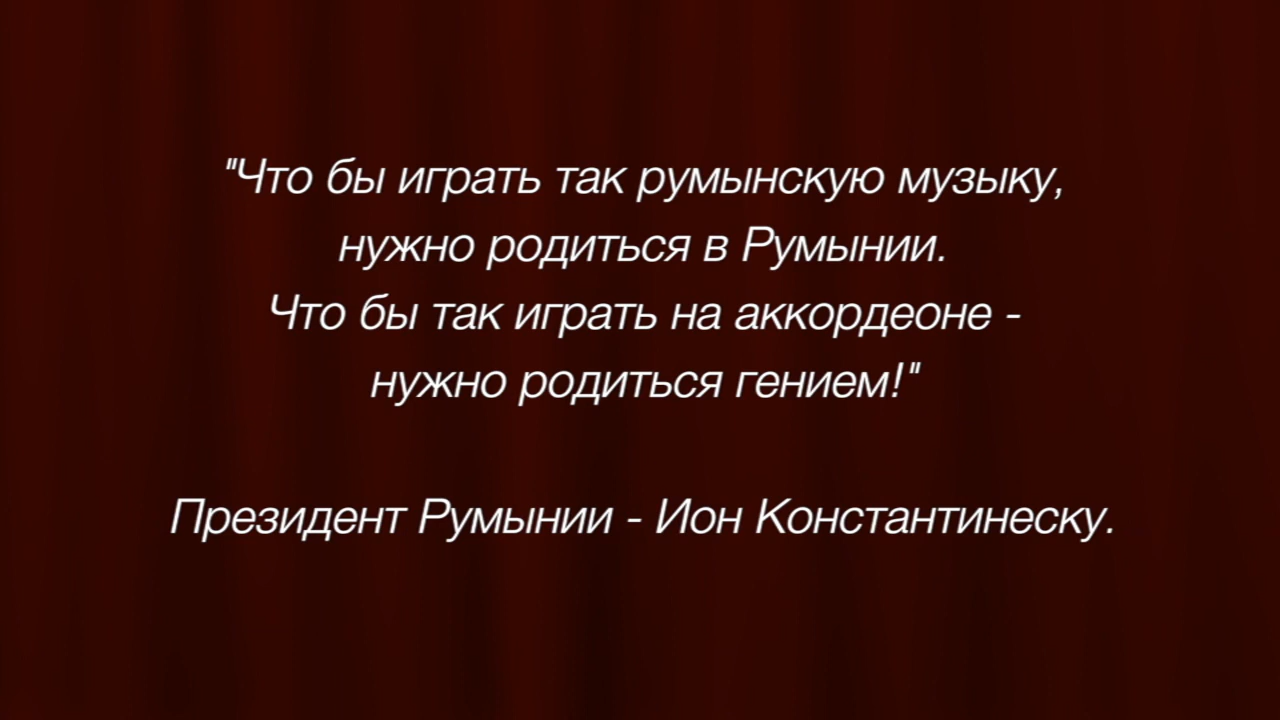 "Что бы играть так румынскую музыку,
нужно родиться в Румынии.
Что бы так играть на аккордеоне -
нужно родиться гением!"
Президент Румынии - Ион Константинеску.